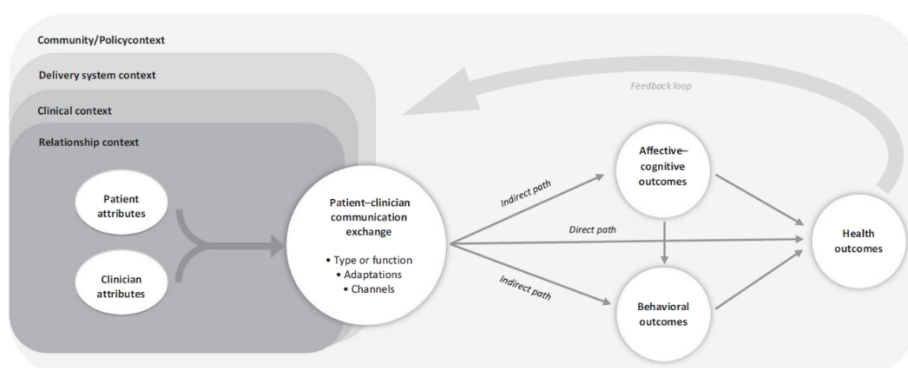 Community/Policycontext
Delivery system context
Clinical context
Relationship context
Patient
attributes
Clinician
attributes
Patient–clinician
communication
exchange
• Type or function
• Adaptations
• Channels
Indirect path
Direct path
Indirect path
Affective–
cognitive
outcomes
Behavioral
outcomes
Feedback loop
Health
outcomes